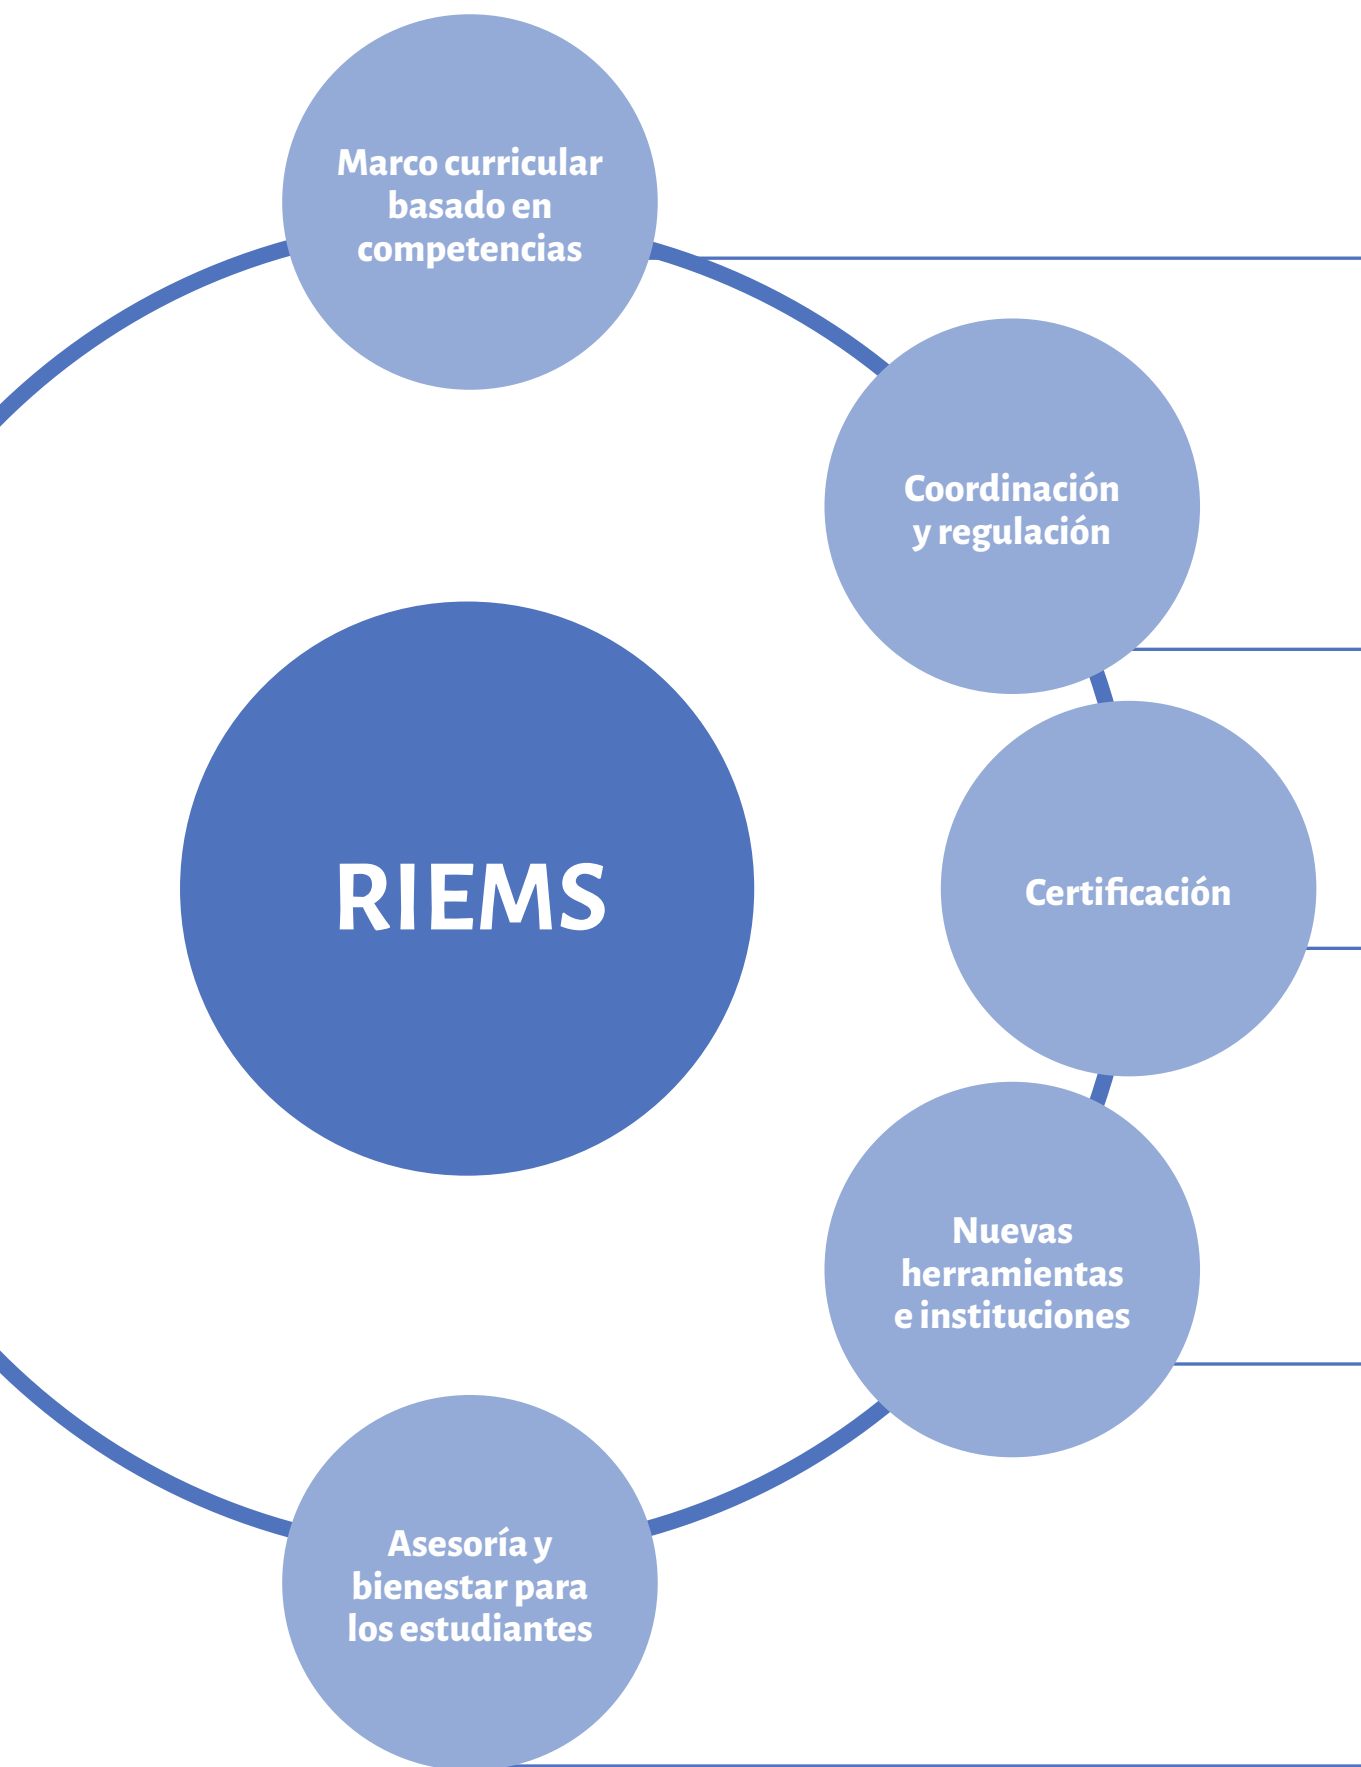 Marco curricular
basado en
competencias
Coordinación
y regulación
RIEMS
Certificación
Nuevas
herramientas
e instituciones
Asesoría y
bienestar para
los estudiantes